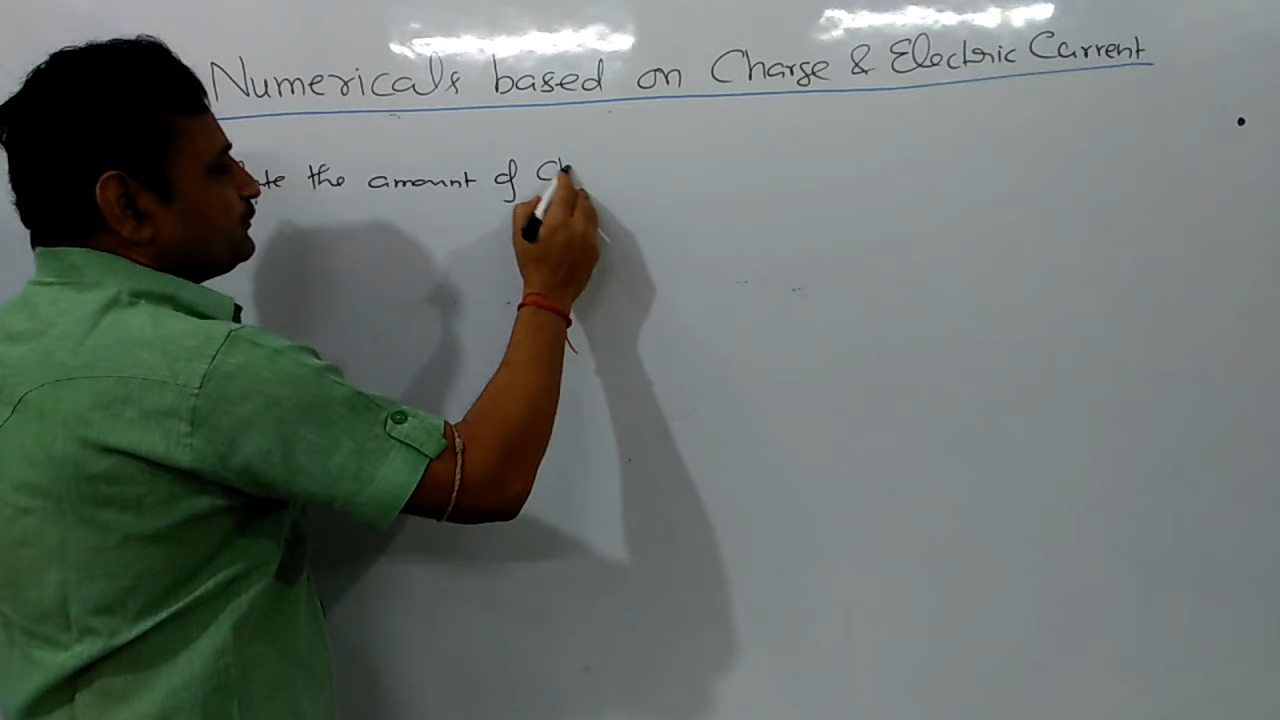 Numericals based on Charge & Electric Current
the amount of